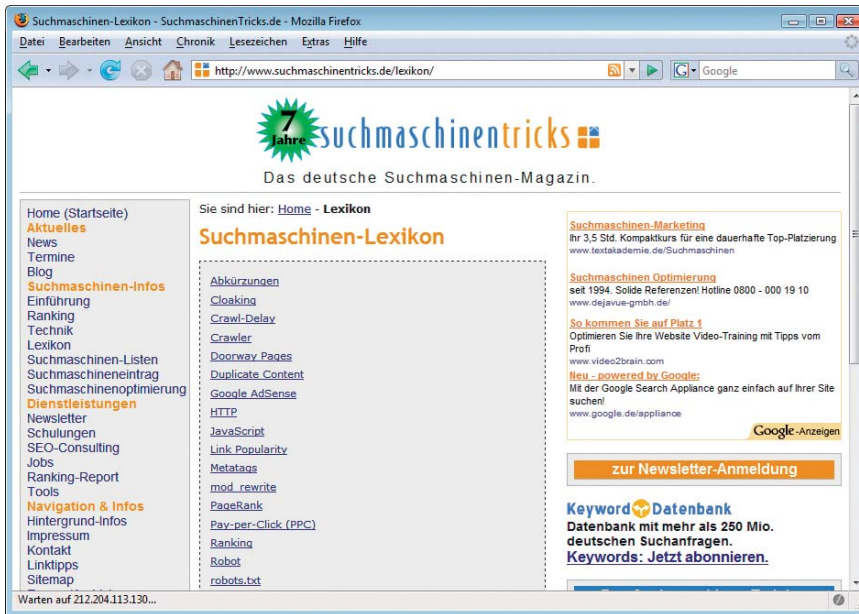 Suchmaschinen-Lexikon - SuchmaschinenTricks.de - Mozilla Firefox
Datei Bearbeiten Ansicht Chronik Lesezeichen Extras Hilfe
http://www.suchmaschinentricks.de/lexikon/
G Google
7 Jahre
suchmaschinentricks
Das deutsche Suchmaschinen-Magazin.
Home (Startseite)
Aktuelles
News
Termine
Blog
Suchmaschinen-Infos
Einführung
Ranking
Technik
Lexikon
Suchmaschinen-Listen
Suchmaschineneintrag
Suchmaschinenoptimierung
Dienstleistungen
Newsletter
Schulungen
SEO-Consulting
Jobs
Ranking-Report
Tools
Navigation & Infos
Hintergrund-Infos
Impressum
Kontakt
Linktipps
Sitemap
Sie sind hier: Home - Lexikon
Suchmaschinen-Lexikon
Abkürzungen
Cloaking
Crawl-Delay
Crawler
Doorway Pages
Duplicate Content
Google AdSense
HTTP
JavaScript
Link Popularity
Metatags
mod_rewrite
PageRank
Pay-per-Click (PPC)
Ranking
Robot
robots.txt
Suchmaschinen-Marketing
Ihr 3,5 Std. Kompaktkurs für eine dauerhafte Top-Platzierung
www.textakademie.de/Suchmaschinen
Suchmaschinen Optimierung
seit 1994. Solide Referenzen! Hotline 0800 - 000 19 10
www.dejavue-gmbh.de/
So kommen Sie auf Platz 1
Optimieren Sie Ihre Website Video-Training mit Tipps vom
Profi
www.video2brain.com
Neu - powered by Google:
Mit der Google Search Appliance ganz einfach auf Ihrer Site
suchen!
www.google.de/appliance
Google-Anzeigen
zur Newsletter-Anmeldung
Keyword Datenbank
Datenbank mit mehr als 250 Mio.
deutschen Suchanfragen.
Keywords: Jetzt abonnieren.
Warten auf 212.204.113.130...